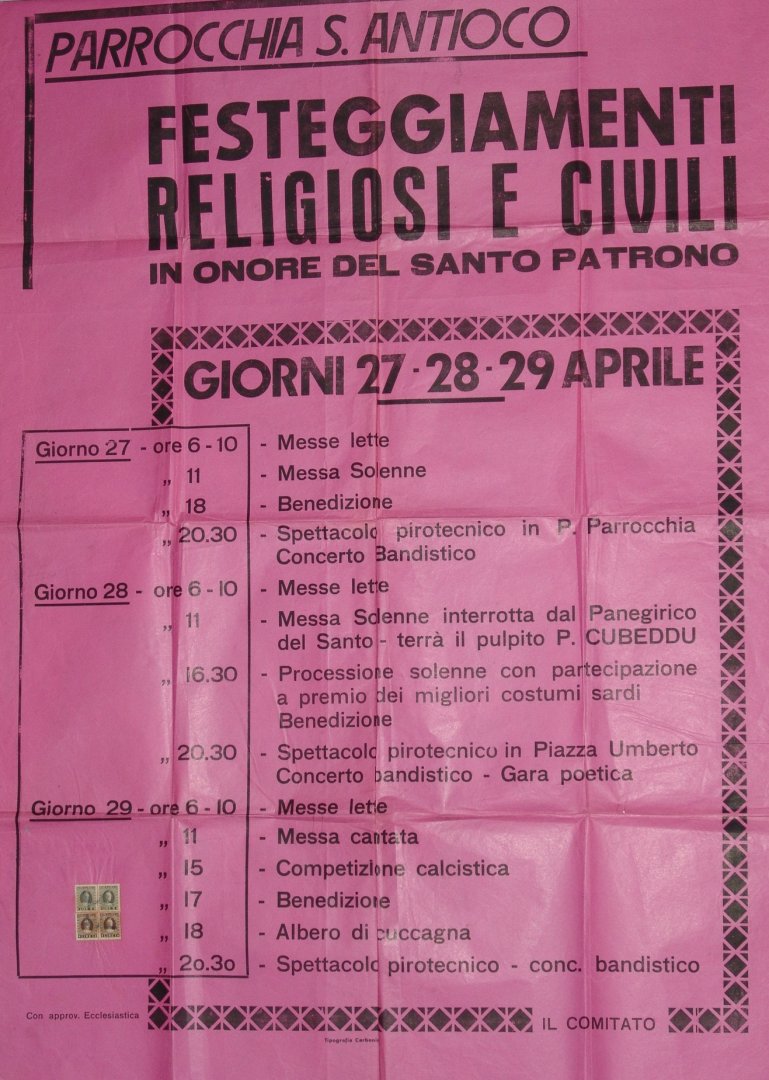 PARROCCHIA S. ANTIOCO
FESTEGGIAMENTI
RELIGIOSI E CIVILI
IN ONORE DEL SANTO PATRONO
GIORNI 27 - 28 - 29 APRILE
Giorno 27 - ore 6 - 10 - Messe lette
„ 11 - Messa Solenne
„ 18 - Benedizione
„ 20.30 - Spettacolo pirotecnico in P. Parrocchia
Concerto Bandistico
Giorno 28 - ore 6 - 10 - Messe lette
„ 11 - Messa Solenne interrotta dal Panegirico
del Santo - terrà il pulpito P. CUBEDDU
„ 16.30 - Processione solenne con partecipazione
a premio dei migliori costumi sardi
Benedizione
„ 20.30 - Spettacolo pirotecnico in Piazza Umberto
Concerto bandistico - Gara poetica
Giorno 29 - ore 6 - 10 - Messe lette
„ 11 - Messa cantata
„ 15 - Competizione calcistica
„ 17 - Benedizione
„ 18 - Albero di cuccagna
„ 20.30 - Spettacolo pirotecnico - conc. bandistico
Con approv. Ecclesiastica
IL COMITATO
Tipografia Carbonia